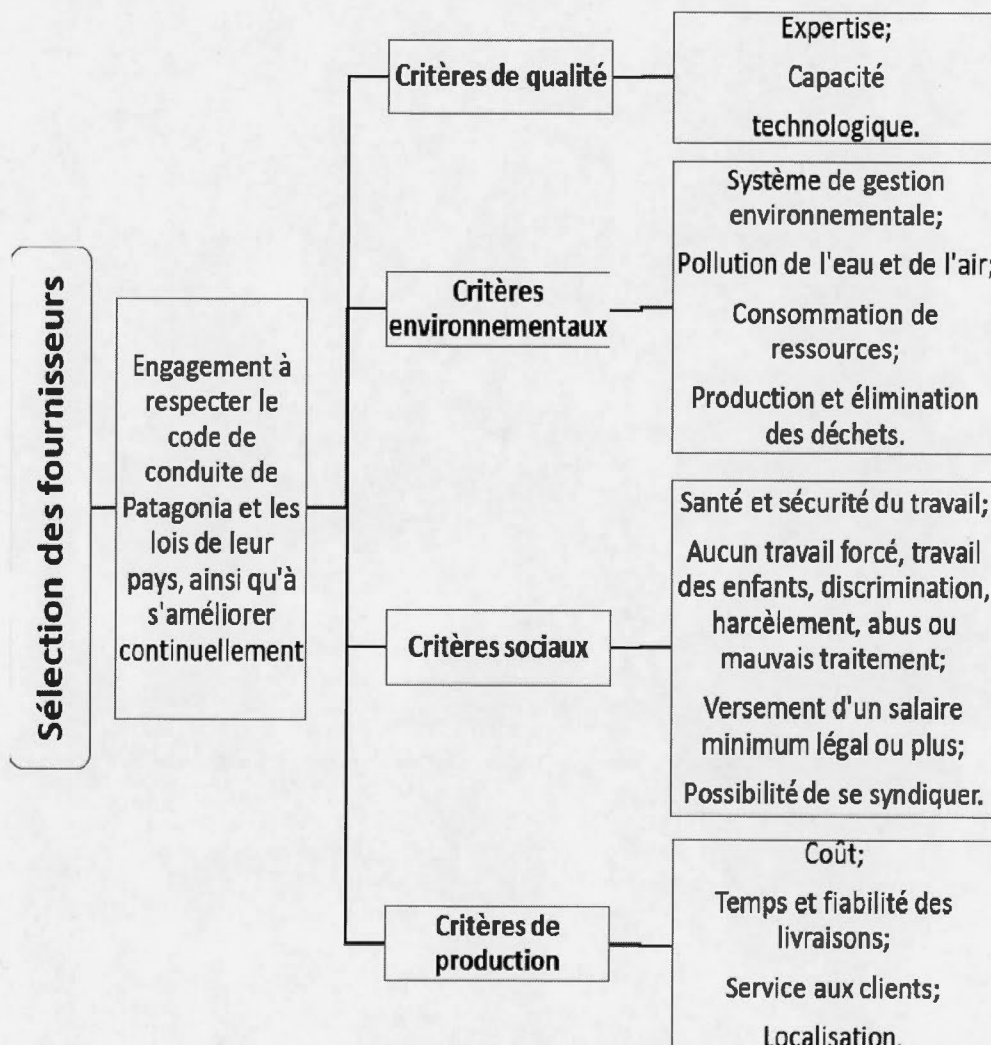 Sélection des fournisseurs
Engagement à
respecter le
code de
conduite de
Patagonia et les
lois de leur
pays, ainsi qu'à
s'améliorer
continuellement
Critères de qualité
Expertise;
Capacité
technologique.
Critères
environnementaux
Système de gestion
environnementale;
Pollution de l'eau et de l'air;
Consommation de
ressources;
Production et élimination
des déchets.
Critères sociaux
Santé et sécurité du travail;
Aucun travail forcé, travail
des enfants, discrimination,
harcèlement, abus ou
mauvais traitement;
Versement d'un salaire
minimum légal ou plus;
Possibilité de se syndiquer.
Critères de
production
Coût;
Temps et fiabilité des
livraisons;
Service aux clients;
Localisation.